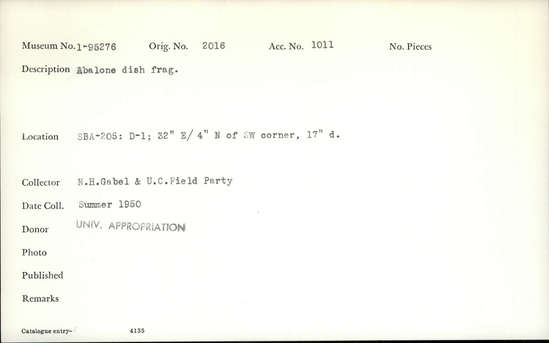 Museum No. 1-95276 Orig. No. 2016 Acc. No. 1011 No. Pieces
Description Abalone dish frag.
Location SBA-205: D-1; 32" E/ 4" N of SW corner, 17" d.
Collector N.H.Gabel & U.C.Field Party
Date Coll. Summer 1950
Donor UNIV. APPROPRIATION
Photo
Published
Remarks
Catalogue entry- 4135